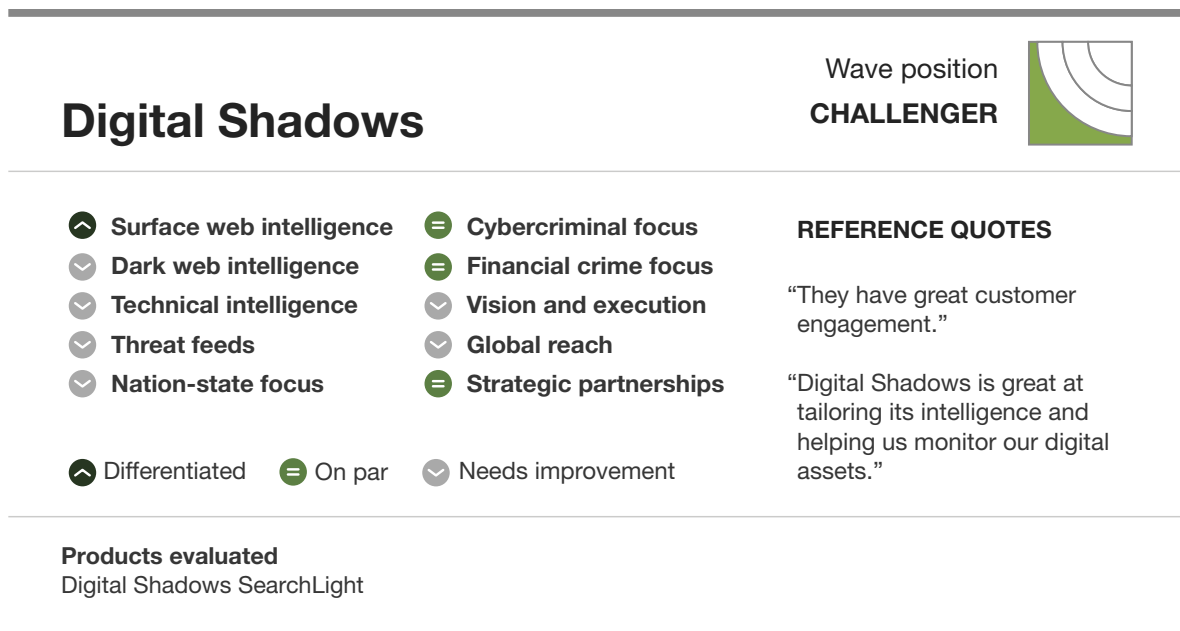 Wave position
CHALLENGER
Digital Shadows
Surface web intelligence
Dark web intelligence
Technical intelligence
Threat feeds
Nation-state focus
Cybercriminal focus
Financial crime focus
Vision and execution
Global reach
Strategic partnerships
Differentiated
On par
Needs improvement
REFERENCE QUOTES
“They have great customer
engagement.”
“Digital Shadows is great at
tailoring its intelligence and
helping us monitor our digital
assets.”
Products evaluated
Digital Shadows SearchLight